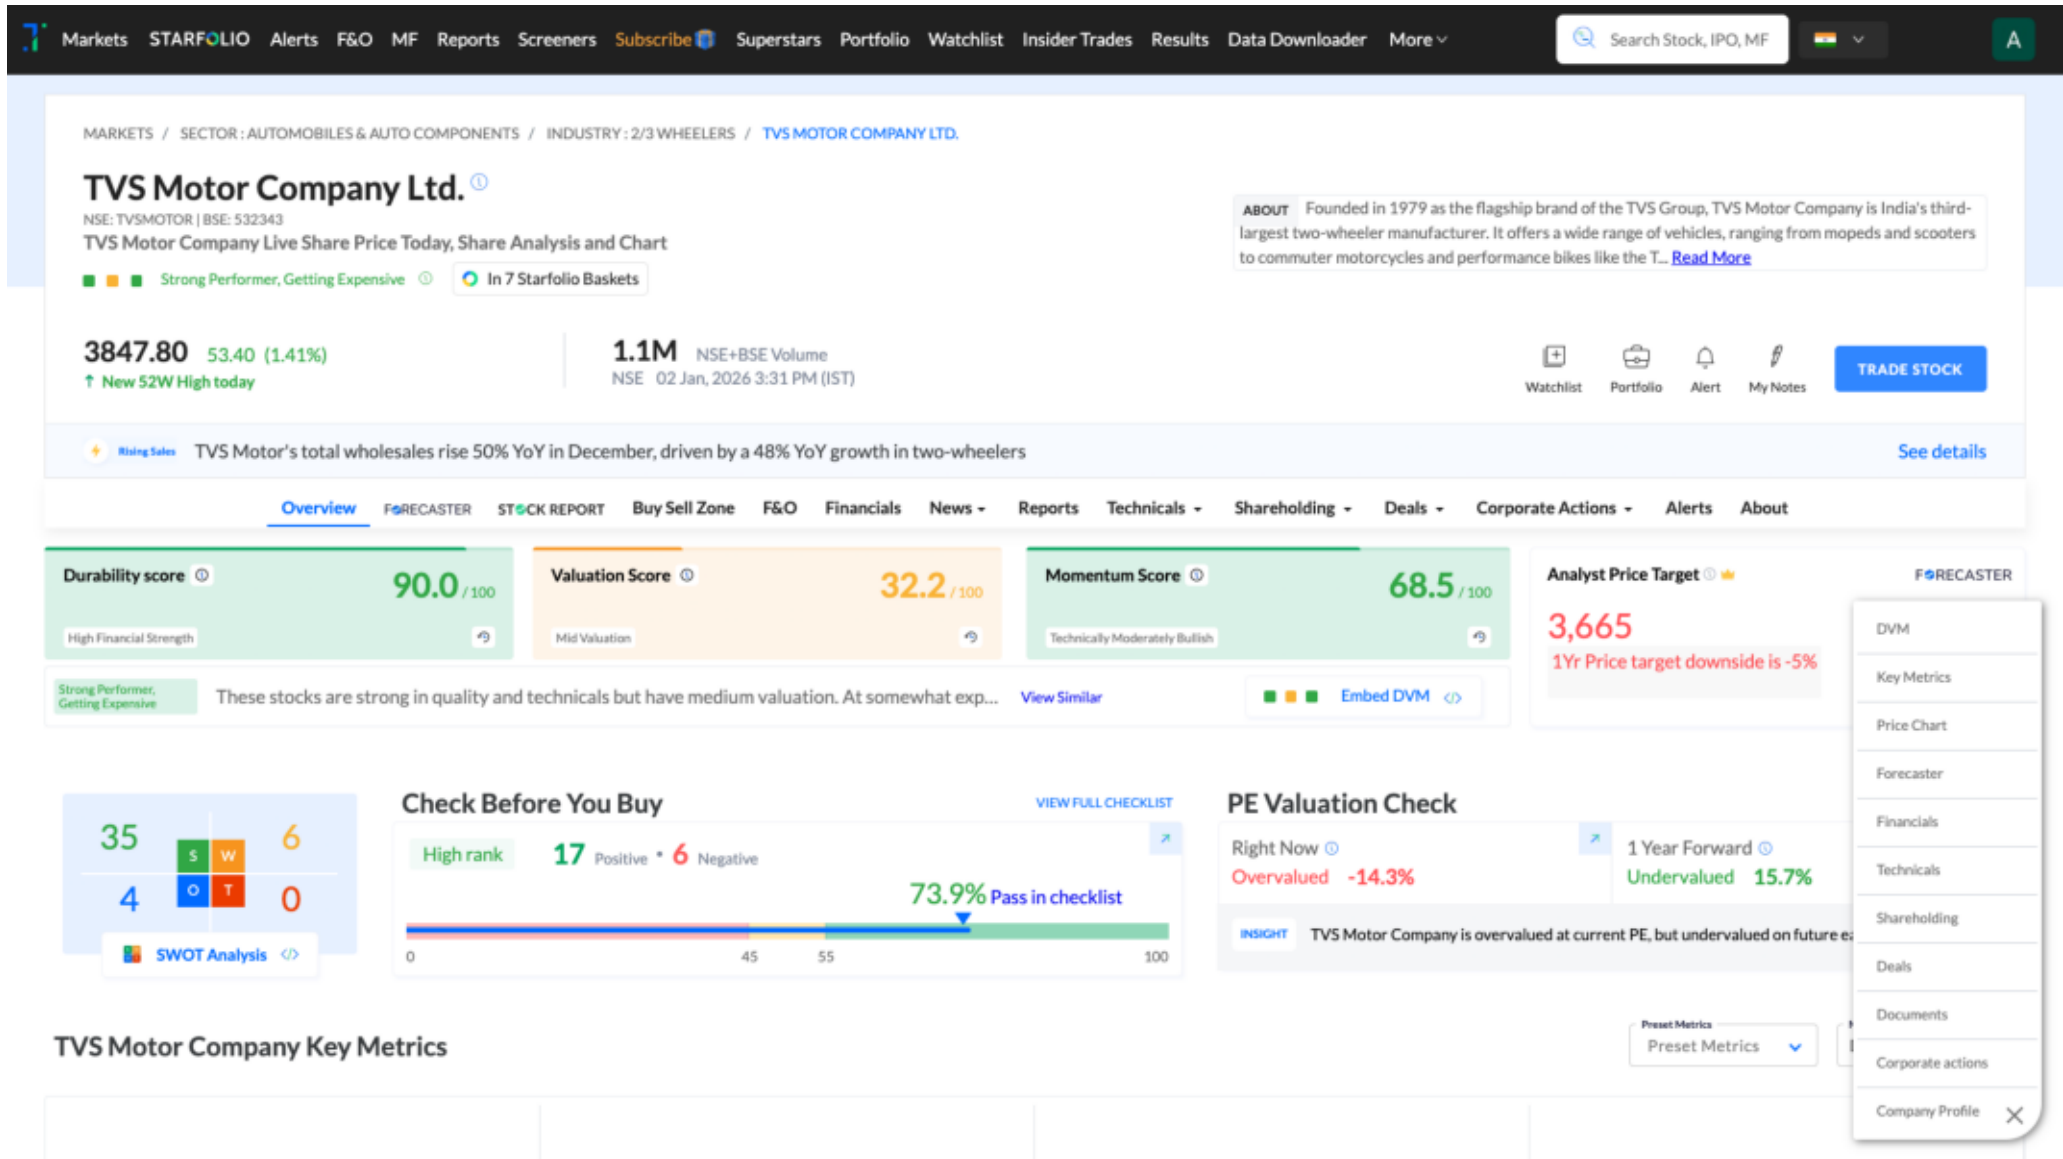 Markets STARFOLIO Alerts F&O MF Reports Screeners Subscribe Superstars Portfolio Watchlist Insider Trades Results Data Downloader More Search Stock, IPO, MF A
MARKETS / SECTOR : AUTOMOBILES & AUTO COMPONENTS / INDUSTRY : 2/3 WHEELERS / TVS MOTOR COMPANY LTD.
TVS Motor Company Ltd.
NSE: TVSMOTOR | BSE: 532343
TVS Motor Company Live Share Price Today, Share Analysis and Chart
Strong Performer, Getting Expensive In 7 Starfolio Baskets
ABOUT Founded in 1979 as the flagship brand of the TVS Group, TVS Motor Company is India's third-
largest two-wheeler manufacturer. It offers a wide range of vehicles, ranging from mopeds and scooters
to commuter motorcycles and performance bikes like the T... Read More
3847.80 53.40 (1.41%)
New 52W High today
1.1M NSE+BSE Volume
NSE 02 Jan, 2026 3:31 PM (IST)
Watchlist Portfolio Alert My Notes TRADE STOCK
Rising Sales TVS Motor's total wholesales rise 50% YoY in December, driven by a 48% YoY growth in two-wheelers See details
Overview FORECASTER STOCK REPORT Buy Sell Zone F&O Financials News Reports Technicals Shareholding Deals Corporate Actions Alerts About
Durability score 90.0 / 100
High Financial Strength
Valuation Score 32.2 / 100
Mid Valuation
Momentum Score 68.5 / 100
Technically Moderately Bullish
Analyst Price Target FORECASTER
3,665
1Yr Price target downside is -5%
Strong Performer,
Getting Expensive
These stocks are strong in quality and technicals but have medium valuation. At somewhat exp... View Similar
Embed DVM </>
35 6
S W
O T
4 0
SWOT Analysis </>
Check Before You Buy VIEW FULL CHECKLIST
High rank 17 Positive • 6 Negative
73.9% Pass in checklist
0 45 55 100
PE Valuation Check
Right Now
Overvalued -14.3%
1 Year Forward
Undervalued 15.7%
INSIGHT TVS Motor Company is overvalued at current PE, but undervalued on future ea
TVS Motor Company Key Metrics
Preset Metrics
Preset Metrics
DVM
Key Metrics
Price Chart
Forecaster
Financials
Technicals
Shareholding
Deals
Documents
Corporate actions
Company Profile